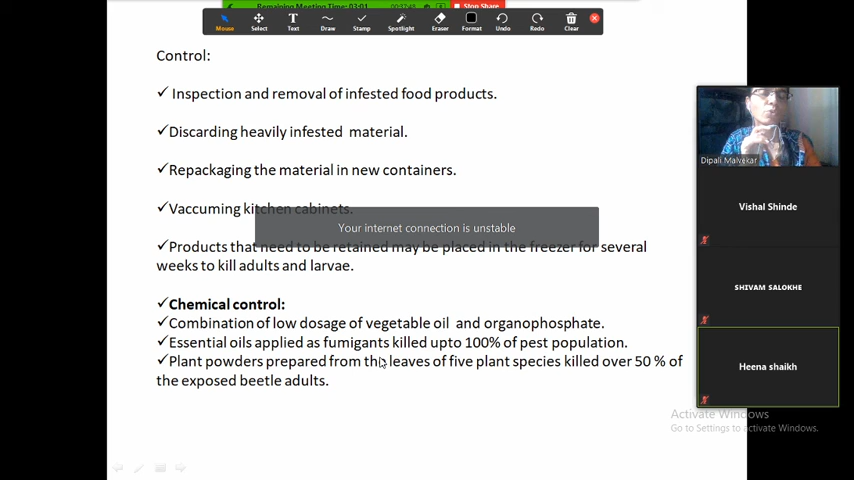 Remaining Meeting Time: 03:01
Stop Share
Mouse Select Text Draw Stamp Spotlight Eraser Format Undo Redo Clear
Control:
✓ Inspection and removal of infested food products.
✓Discarding heavily infested material.
✓Repackaging the material in new containers.
✓Vaccuming kitchen cabinets.
Your internet connection is unstable
✓Products that need to be retained may be placed in the freezer for several
weeks to kill adults and larvae.
✓Chemical control:
✓Combination of low dosage of vegetable oil and organophosphate.
✓Essential oils applied as fumigants killed upto 100% of pest population.
✓Plant powders prepared from the leaves of five plant species killed over 50 % of
the exposed beetle adults.
Dipali Malvekar
Vishal Shinde
SHIVAM SALOKHE
Heena shaikh
Activate Windows
Go to Settings to activate Windows.